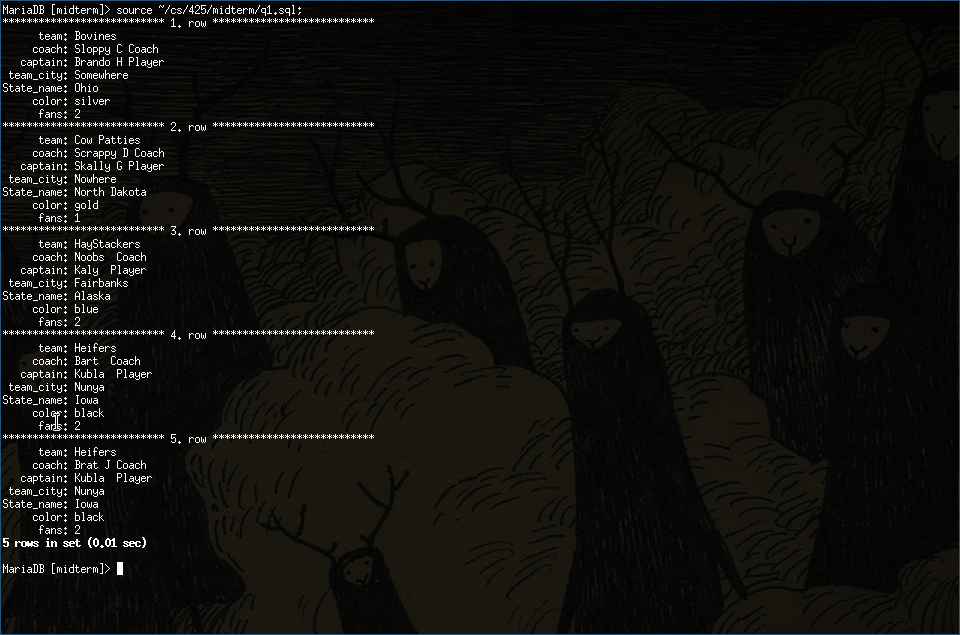 MariaDB [midterm]> source ~/cs/425/midterm/q1.sql;
*************************** 1. row ***************************
team: Bovines
coach: Sloppy C Coach
captain: Brando H Player
team_city: Somewhere
State_name: Ohio
color: silver
fans: 2
*************************** 2. row ***************************
team: Cow Patties
coach: Scrappy D Coach
captain: Skally G Player
team_city: Nowhere
State_name: North Dakota
color: gold
fans: 1
*************************** 3. row ***************************
team: HayStackers
coach: Noobs  Coach
captain: Kaly  Player
team_city: Fairbanks
State_name: Alaska
color: blue
fans: 2
*************************** 4. row ***************************
team: Heifers
coach: Bart  Coach
captain: Kubla  Player
team_city: Nunya
State_name: Iowa
color: black
fans: 2
*************************** 5. row ***************************
team: Heifers
coach: Brat J Coach
captain: Kubla  Player
team_city: Nunya
State_name: Iowa
color: black
fans: 2
5 rows in set (0.01 sec)
MariaDB [midterm]>